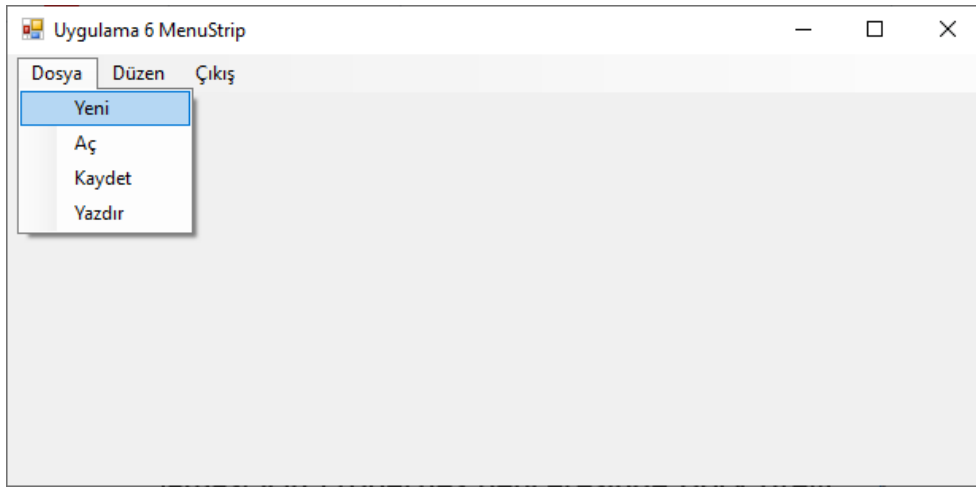 Uygulama 6 MenuStrip
Dosya Düzen Çıkış
Yeni
Aç
Kaydet
Yazdır